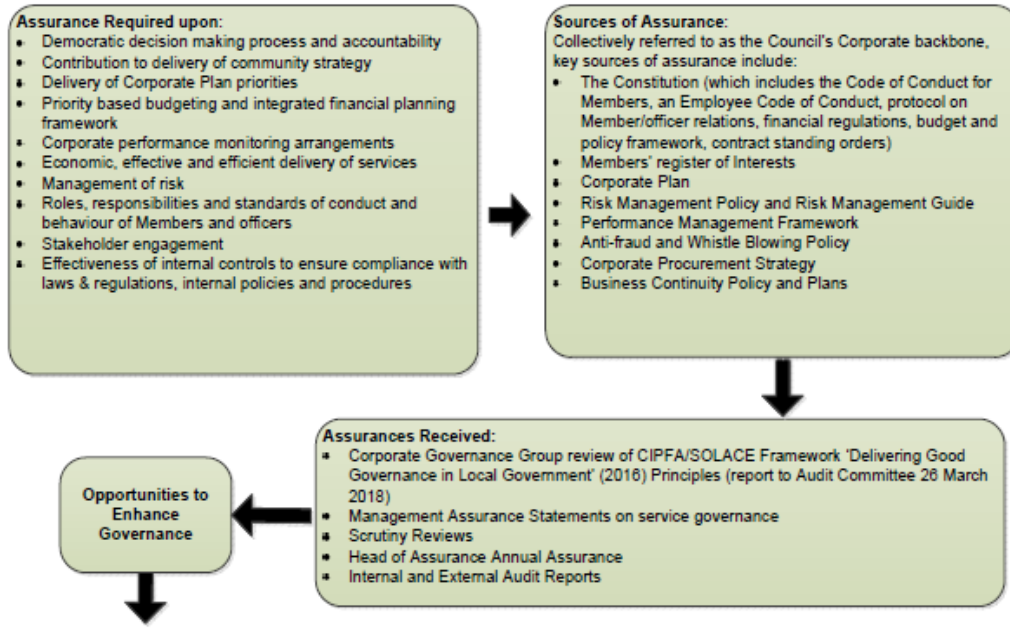 Assurance Required upon:
• Democratic decision making process and accountability
• Contribution to delivery of community strategy
• Delivery of Corporate Plan priorities
• Priority based budgeting and integrated financial planning
framework
• Corporate performance monitoring arrangements
• Economic, effective and efficient delivery of services
• Management of risk
• Roles, responsibilities and standards of conduct and
behaviour of Members and officers
• Stakeholder engagement
• Effectiveness of internal controls to ensure compliance with
laws & regulations, internal policies and procedures
Sources of Assurance:
Collectively referred to as the Council's Corporate backbone,
key sources of assurance include:
• The Constitution (which includes the Code of Conduct for
Members, an Employee Code of Conduct, protocol on
Member/officer relations, financial regulations, budget and
policy framework, contract standing orders)
• Members' register of Interests
• Corporate Plan
• Risk Management Policy and Risk Management Guide
• Performance Management Framework
• Anti-fraud and Whistle Blowing Policy
• Corporate Procurement Strategy
• Business Continuity Policy and Plans
Assurances Received:
• Corporate Governance Group review of CIPFA/SOLACE Framework 'Delivering Good
Governance in Local Government' (2016) Principles (report to Audit Committee 26 March
2018)
• Management Assurance Statements on service governance
• Scrutiny Reviews
• Head of Assurance Annual Assurance
• Internal and External Audit Reports
Opportunities to
Enhance
Governance